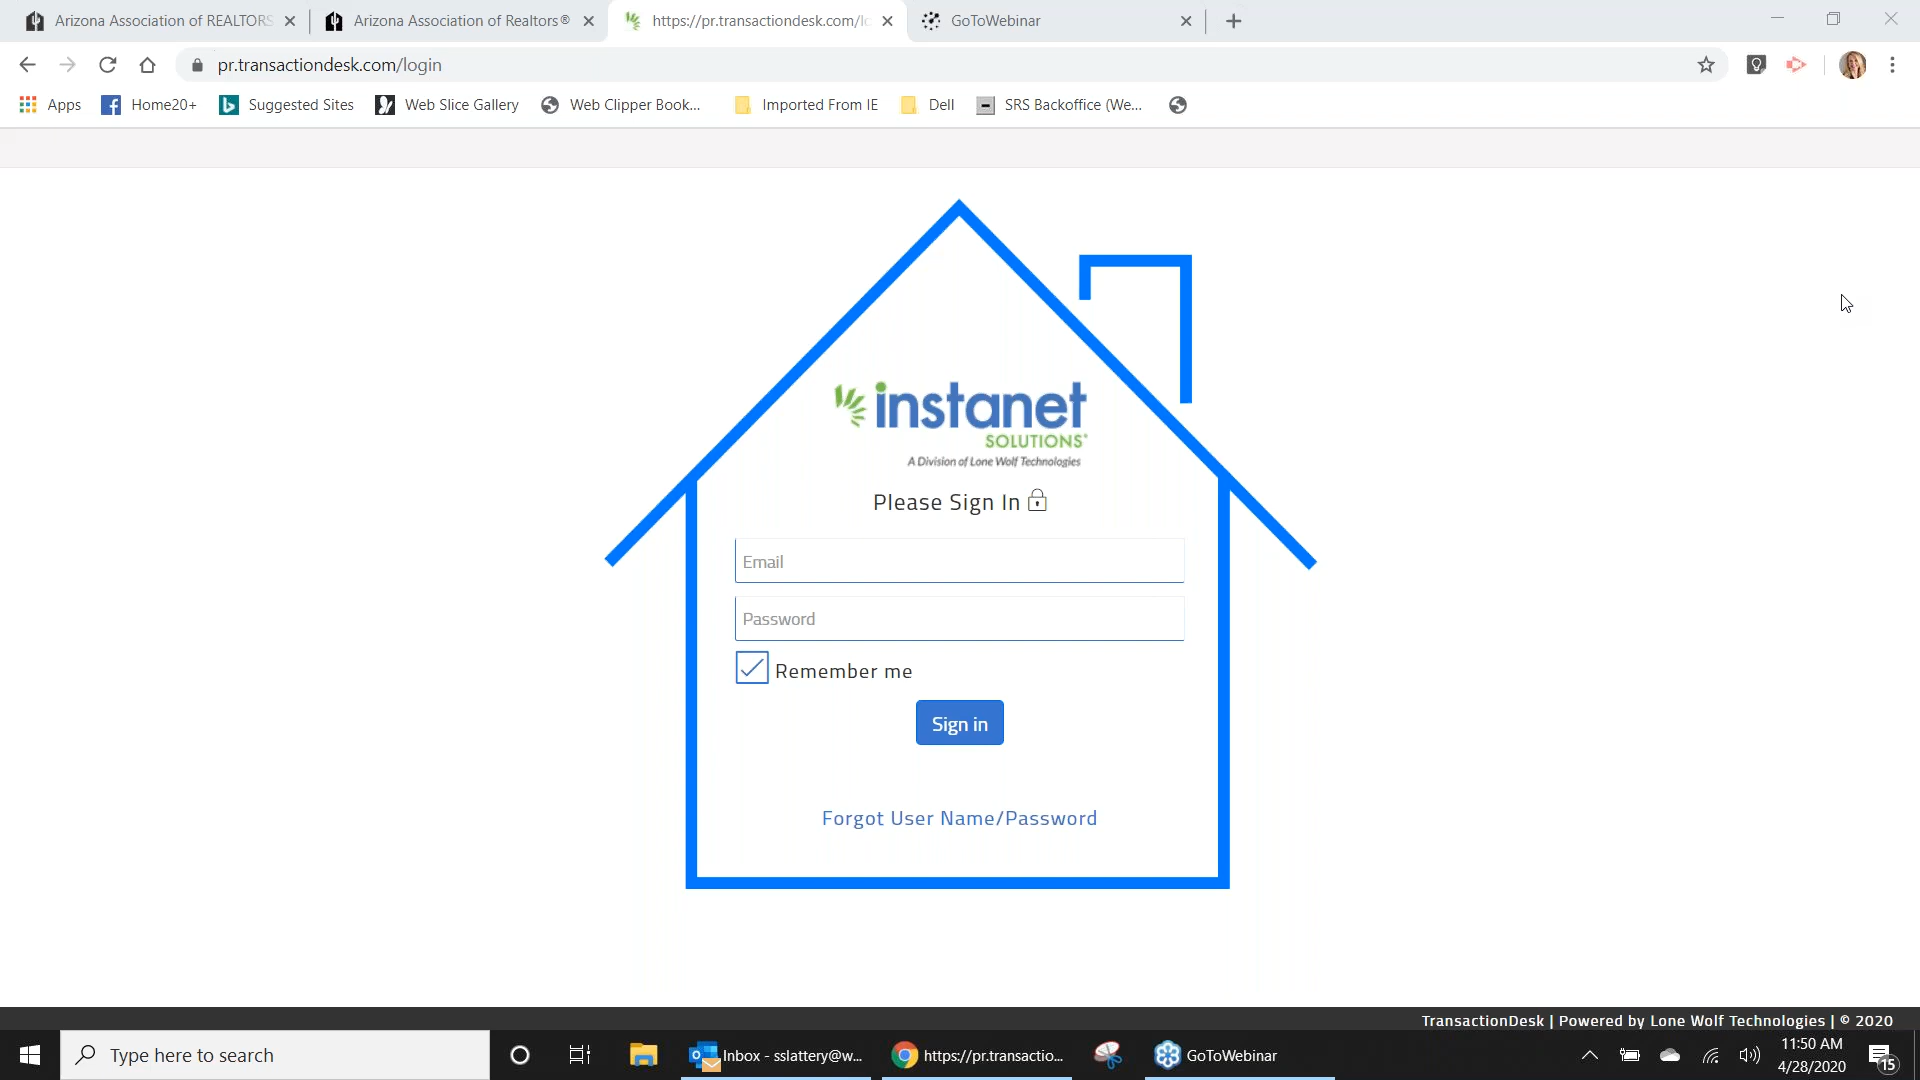 Arizona Association of REALTORS
Arizona Association of Realtors®
https://pr.transactiondesk.com/lo
GoToWebinar
pr.transactiondesk.com/login
Apps
Home20+
Suggested Sites
Web Slice Gallery
Web Clipper Book...
Imported From IE
Dell
SRS Backoffice (We...
instanet
SOLUTIONS®
A Division of Lone Wolf Technologies
Please Sign In
Email
Password
Remember me
Sign in
Forgot User Name/Password
TransactionDesk | Powered by Lone Wolf Technologies | © 2020
Type here to search
Inbox - sslattery@w...
https://pr.transactio...
GoToWebinar
11:50 AM
4/28/2020
15